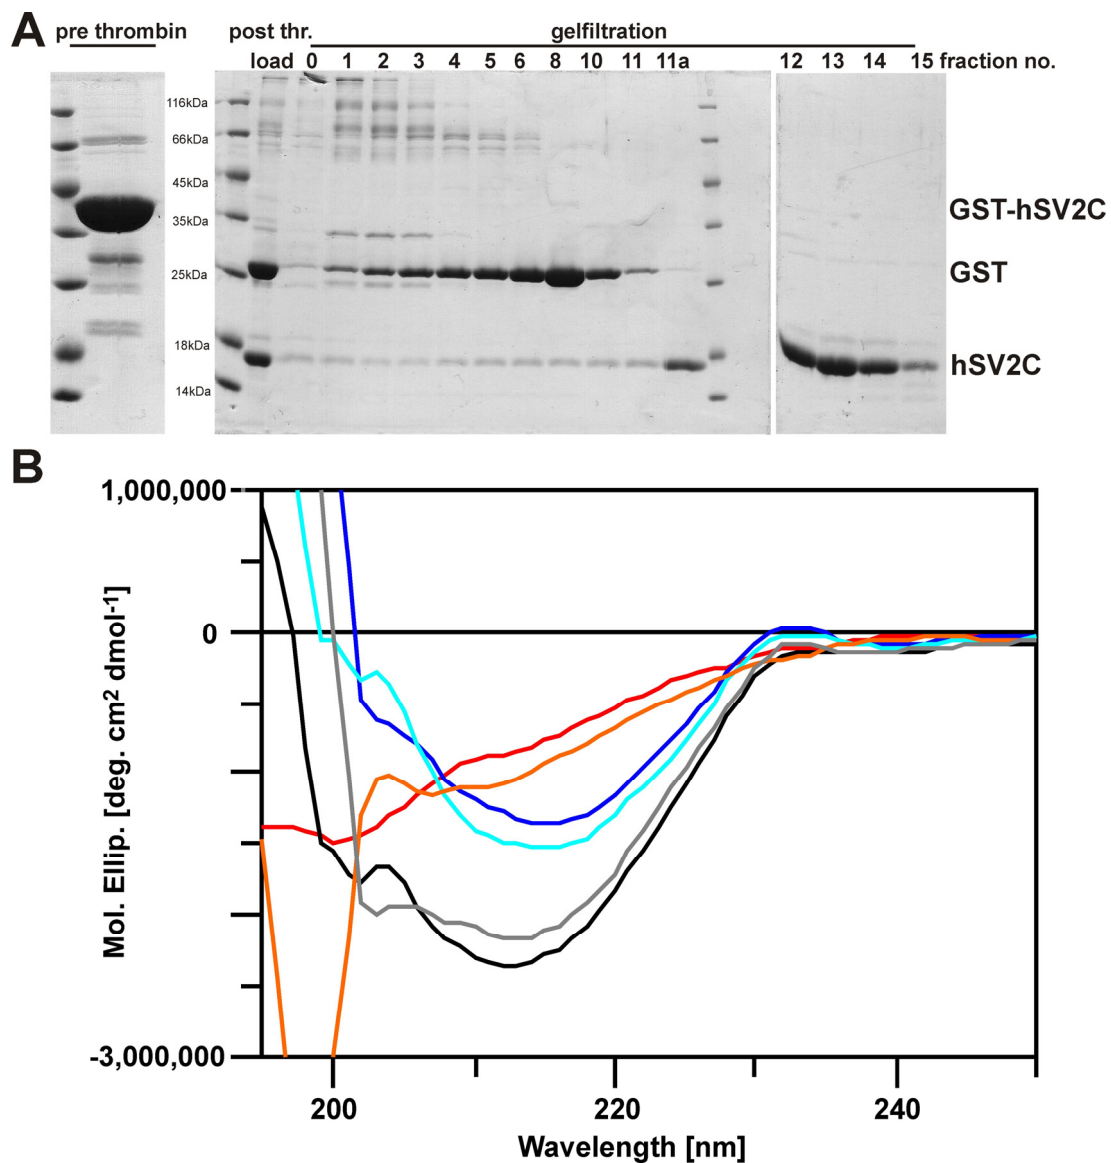 A
pre thrombin
post thr.
gelfiltration
load 0 1 2 3 4 5 6 8 10 11 11a 12 13 14 15 fraction no.
116kDa
66kDa
45kDa
35kDa
25kDa
18kDa
14kDa
GST-hSV2C
GST
hSV2C
B
1,000,000
0
-3,000,000
Mol. Ellip. [deg. cm² dmol⁻¹]
200 220 240
Wavelength [nm]